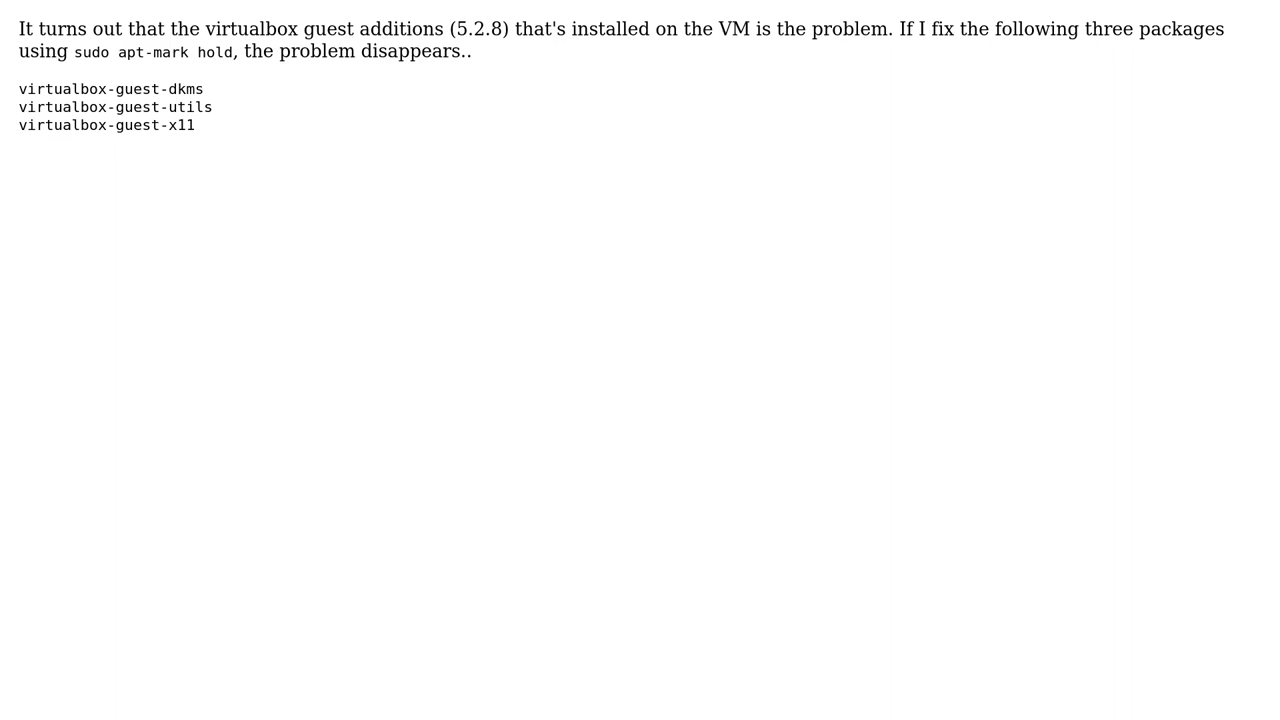 It turns out that the virtualbox guest additions (5.2.8) that's installed on the VM is the problem. If I fix the following three packages
using sudo apt-mark hold, the problem disappears..
virtualbox-guest-dkms
virtualbox-guest-utils
virtualbox-guest-x11